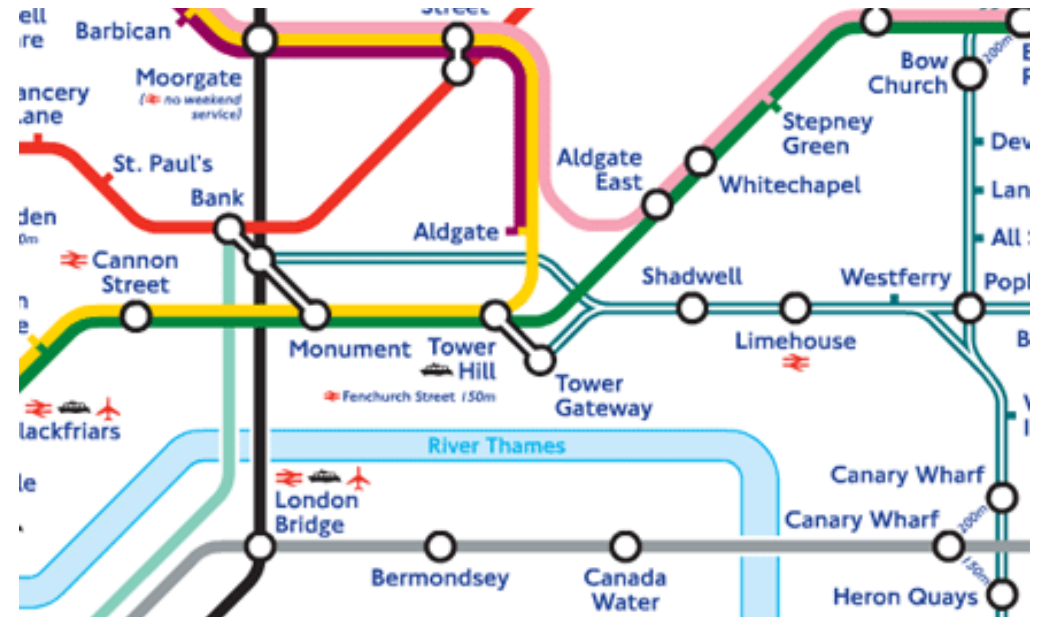 Street
Barbican
Moorgate
( no weekend
service)
St. Paul's
Bank
Cannon
Street
Aldgate
Aldgate
East
Whitechapel
Stepney
Green
Bow
Church
200m
Shadwell
Westferry
Limehouse
Monument
Tower
Hill
Fenchurch Street 150m
Tower
Gateway
River Thames
London
Bridge
Bermondsey
Canada
Water
Canary Wharf
Canary Wharf
200m
150m
Heron Quays